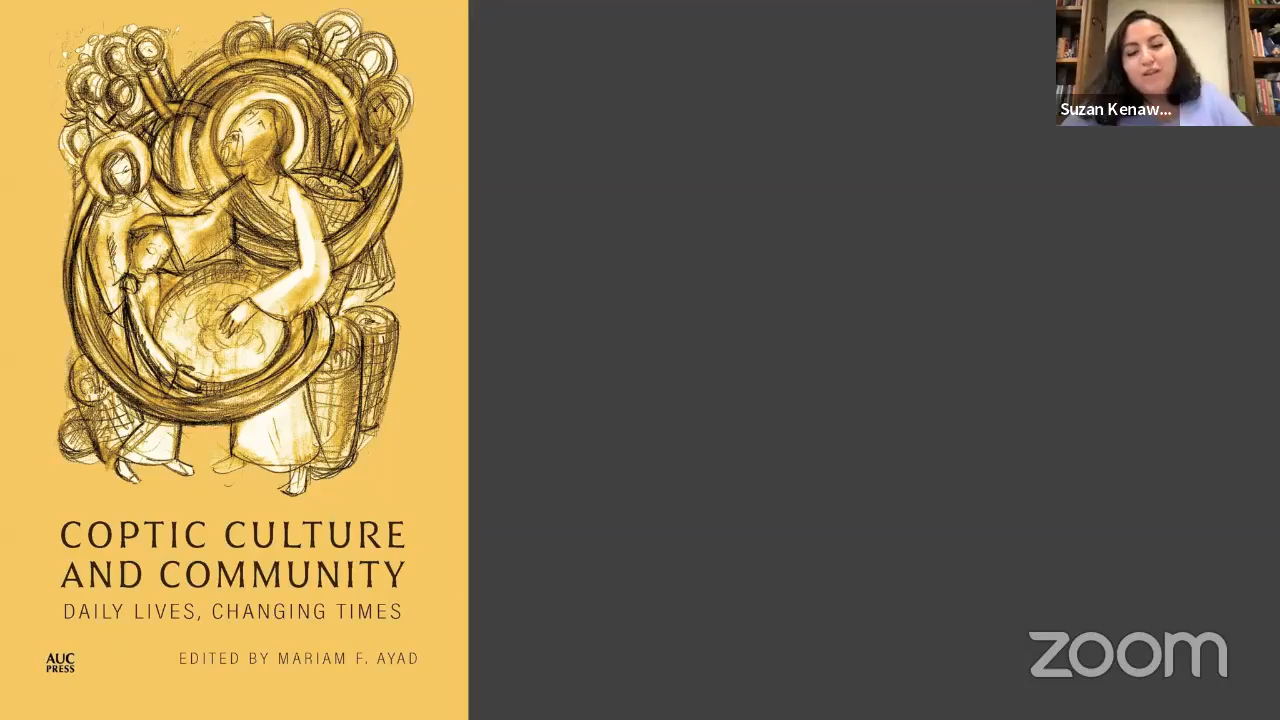 Suzan Kenaw...
COPTIC CULTURE
AND COMMUNITY
DAILY LIVES, CHANGING TIMES
AUC
PRESS
EDITED BY MARIAM F. AYAD
zoom